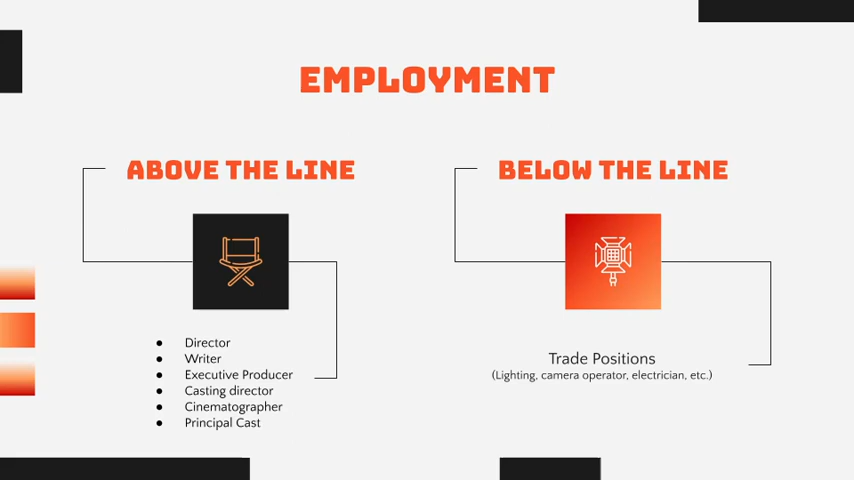 EMPLOYMENT
ABOVE THE LINE
● Director
● Writer
● Executive Producer
● Casting director
● Cinematographer
● Principal Cast
BELOW THE LINE
Trade Positions
(Lighting, camera operator, electrician, etc.)